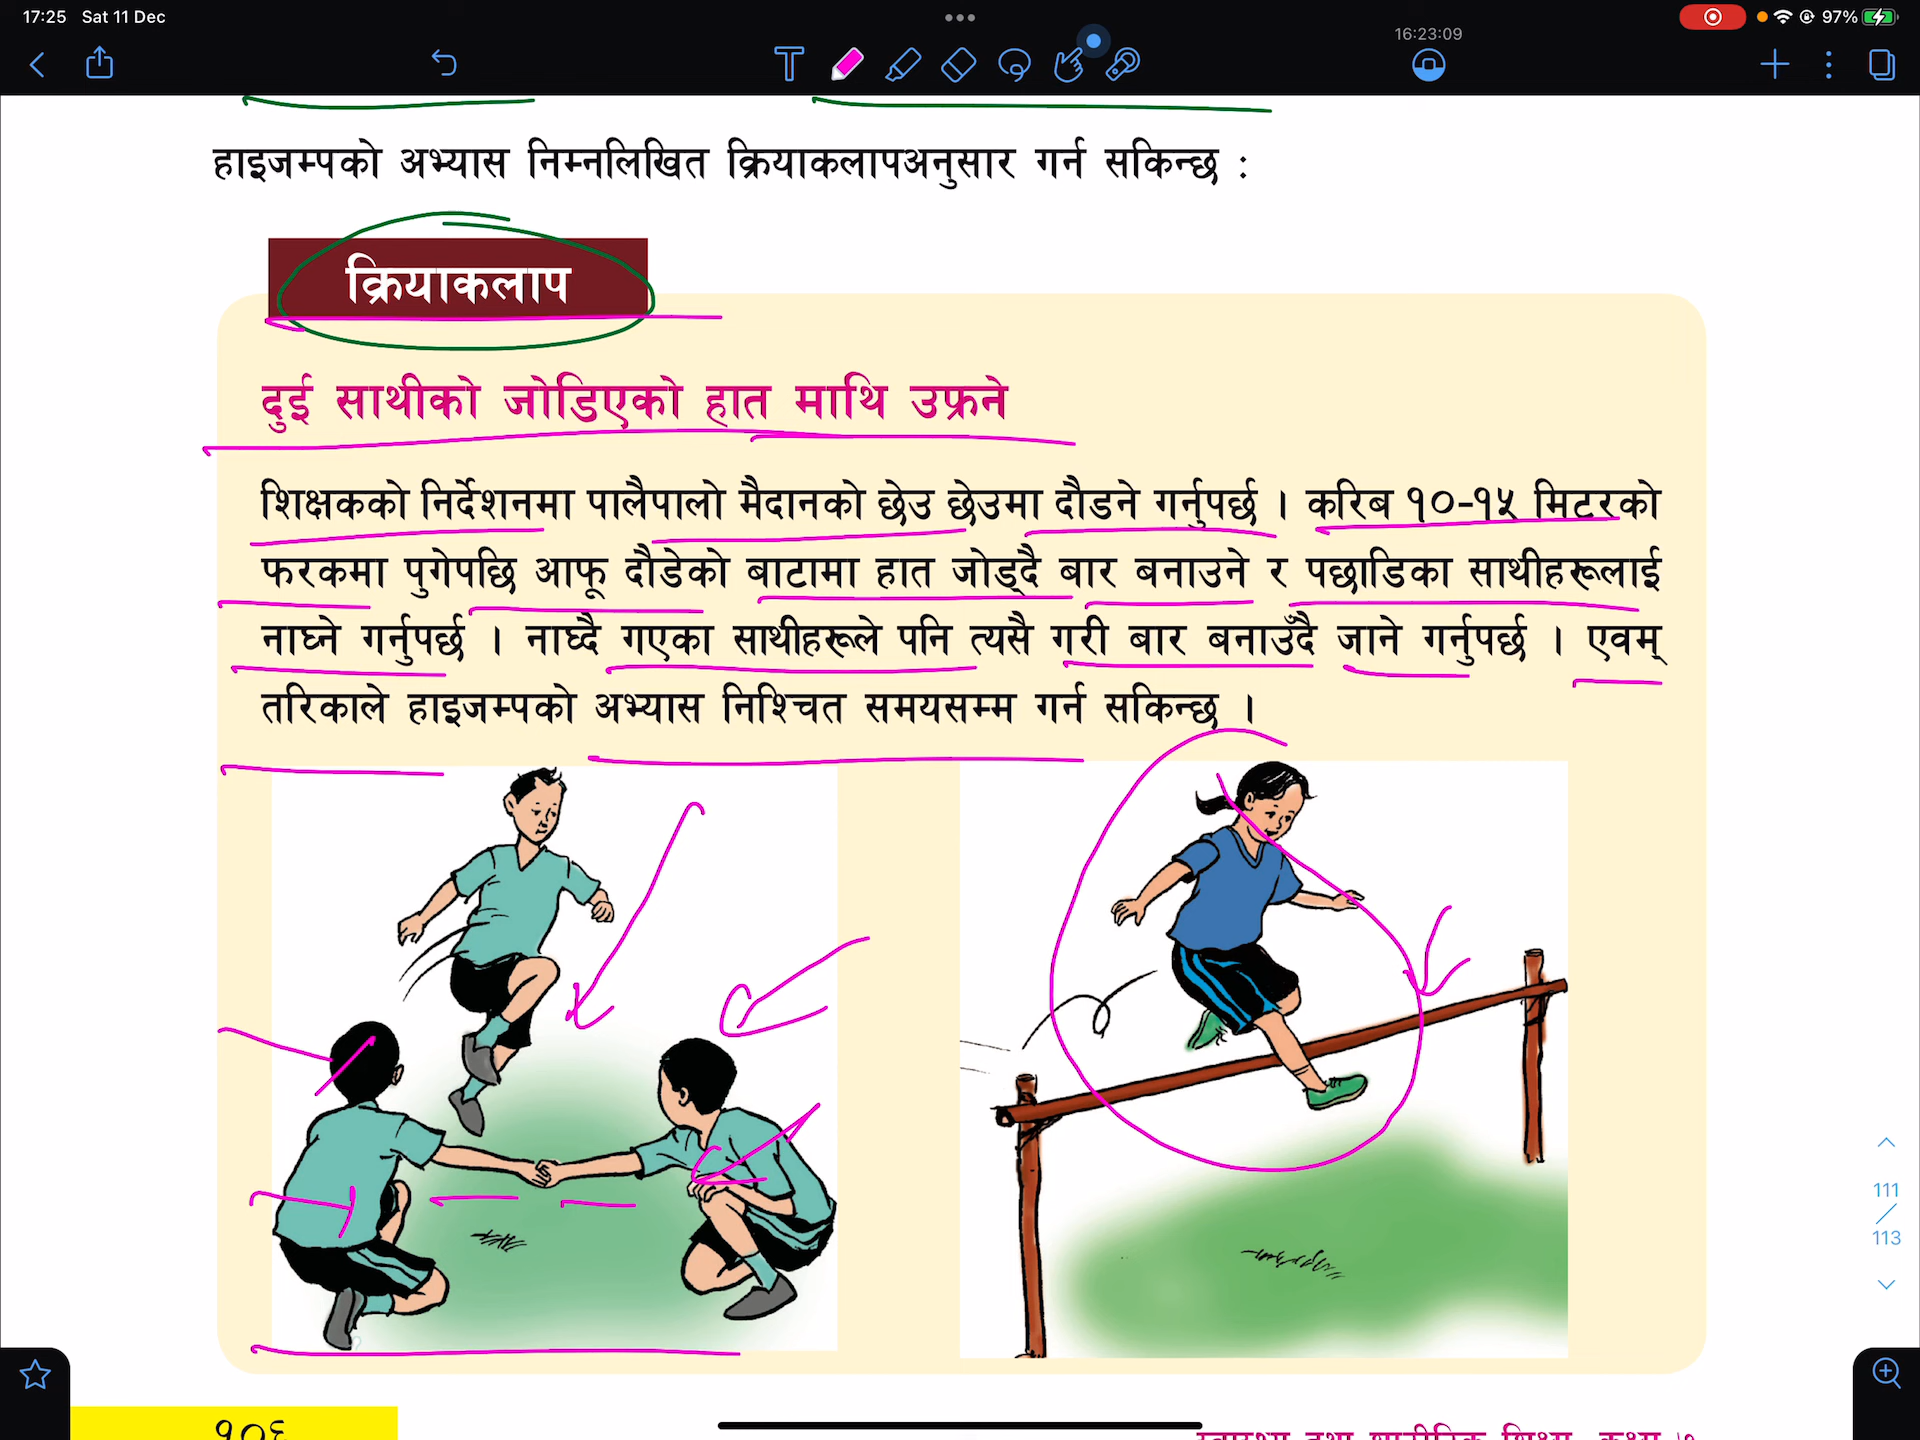 17:25 Sat 11 Dec
97%
16:23:09
हाइजम्पको अभ्यास निम्नलिखित क्रियाकलापअनुसार गर्न सकिन्छ :
क्रियाकलाप
दुई साथीको जोडिएको हात माथि उफ्रने
शिक्षकको निर्देशनमा पालैपालो मैदानको छेउ छेउमा दौडने गर्नुपर्छ । करिब १०-१५ मिटरको
फरकमा पुगेपछि आफू दौडेको बाटामा हात जोड्दै बार बनाउने र पछाडिका साथीहरूलाई
नाघ्ने गर्नुपर्छ । नाघ्दै गएका साथीहरूले पनि त्यसै गरी बार बनाउँदै जाने गर्नुपर्छ । एवम्
तरिकाले हाइजम्पको अभ्यास निश्चित समयसम्म गर्न सकिन्छ ।
111
/
113
१०६